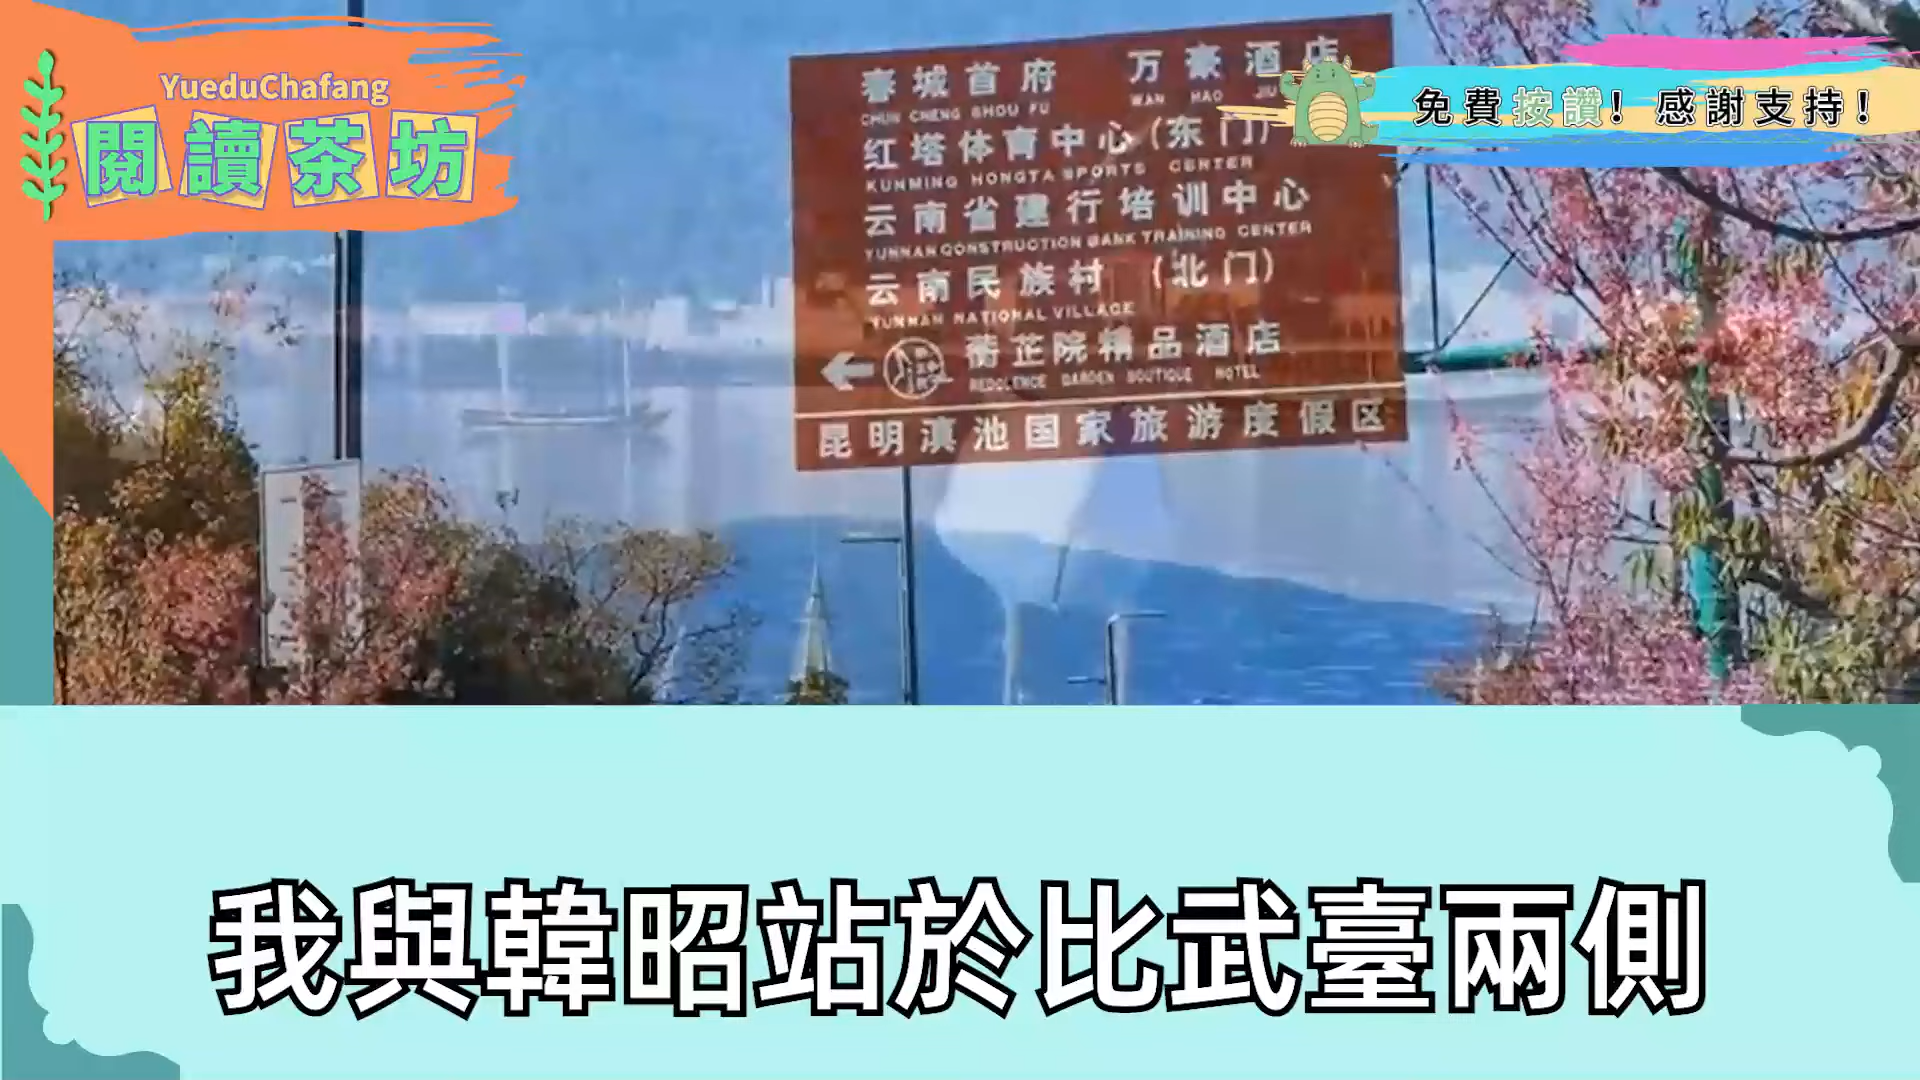 YueduChafang
閱讀茶坊
免費按讚！感謝支持！
春城首府 万豪酒店
CHUN CHENG SHOU FU WAN HAO JIU
红塔体育中心（东门）
KUNMING HONGTA SPORTS CENTER
云南省建行培训中心
YUNNAN CONSTRUCTION BANK TRAINING CENTER
云南民族村 （北门）
YUNNAN NATIONAL VILLAGE
蘅芷院精品酒店
REDOLENCE GARDEN BOUTIQUE HOTEL
昆明滇池国家旅游度假区
我與韓昭站於比武臺兩側